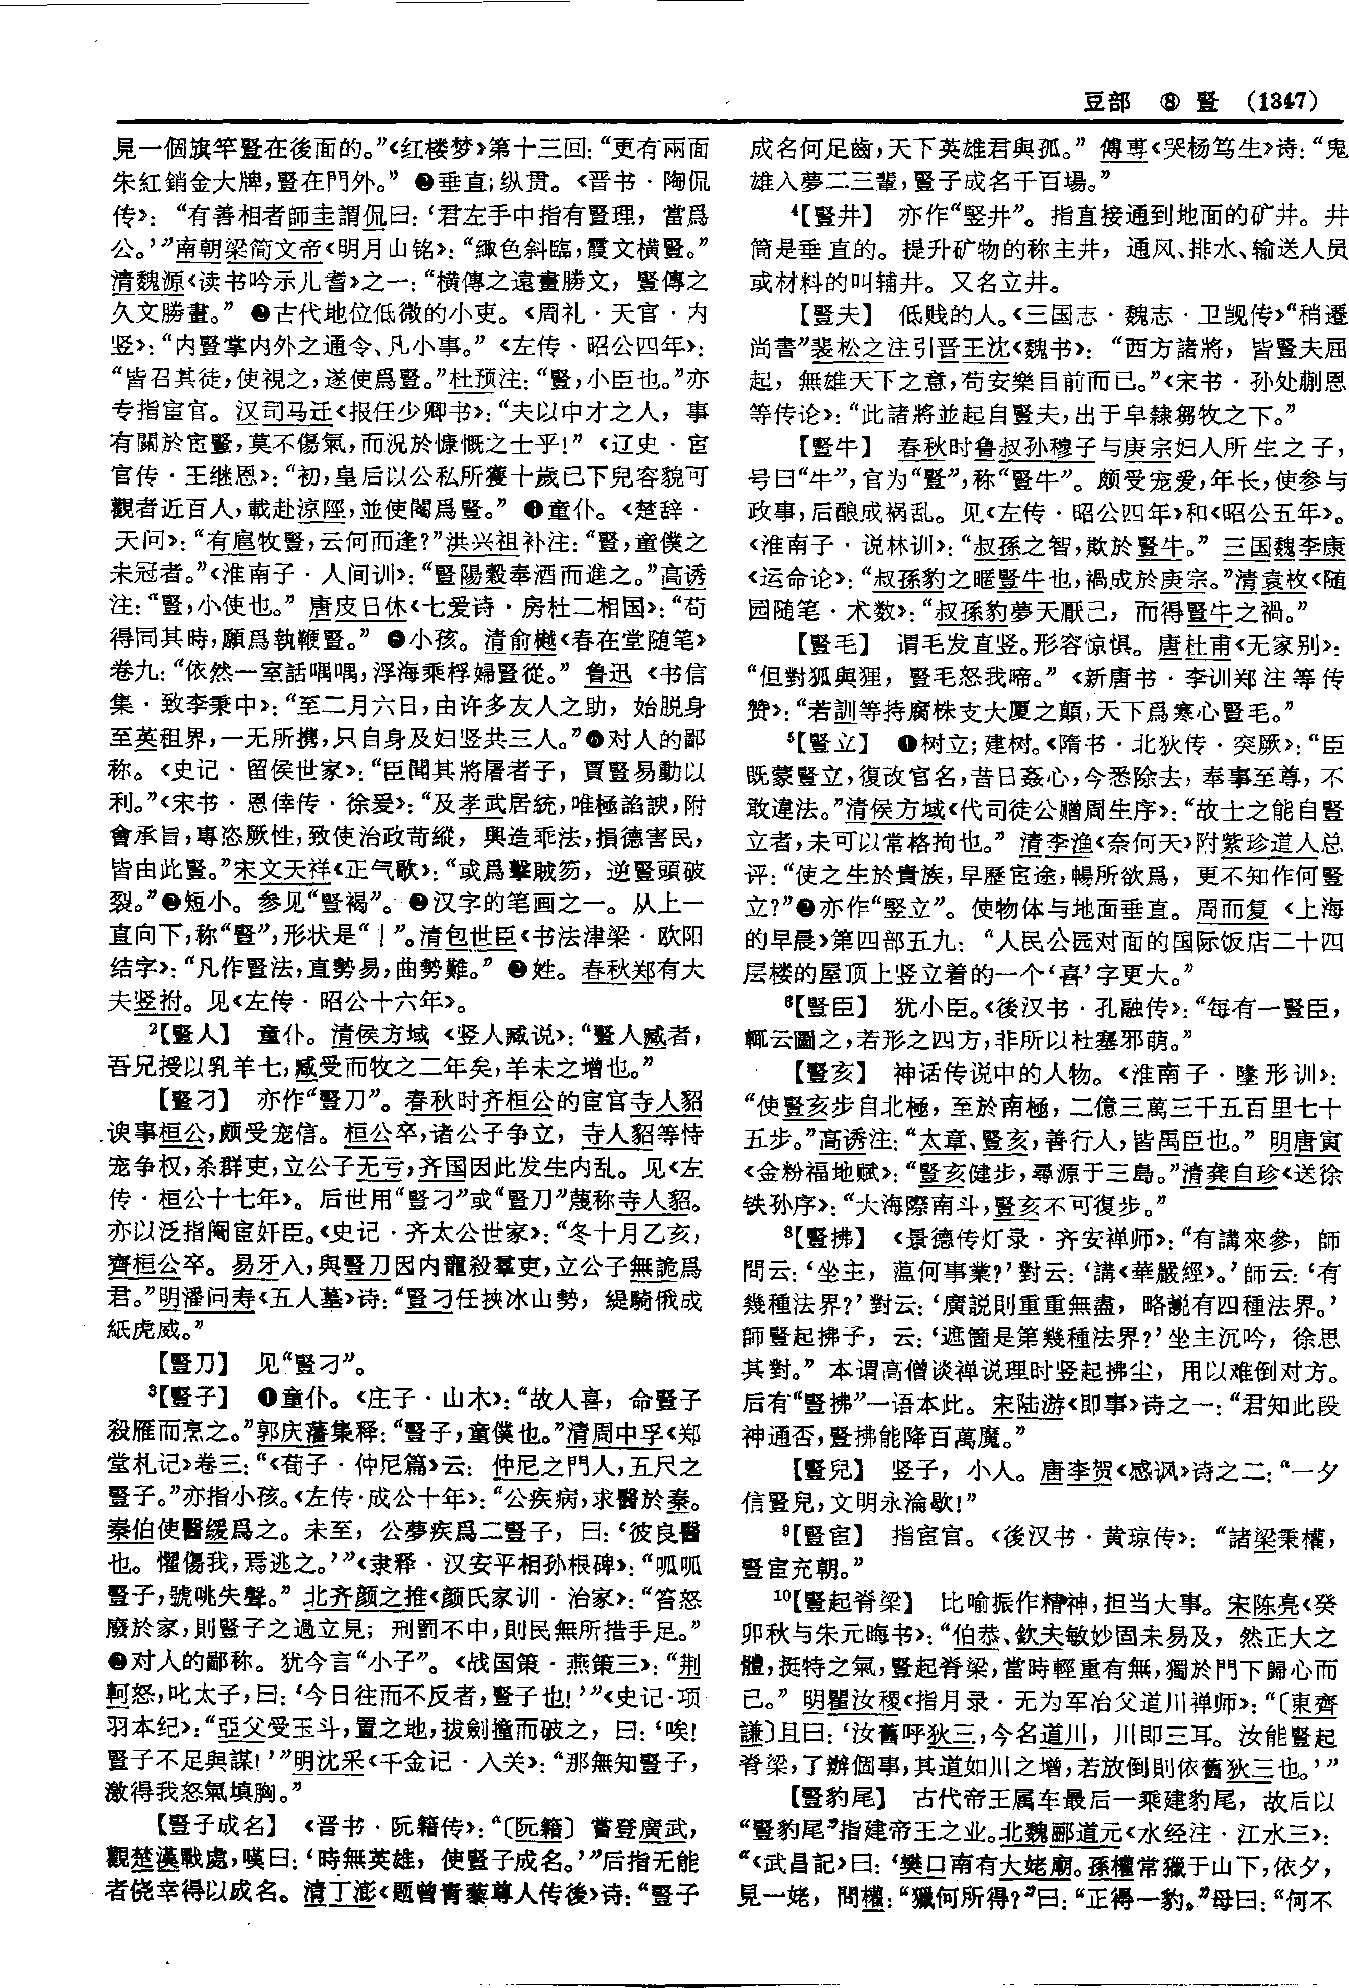 豆部 ⑧ 豎 (1347)
見一個旗竿豎在後面的。”《红楼梦》第十三回：“更有兩面
朱紅銷金大牌，豎在門外。” ❷垂直；纵贯。《晋书·陶侃
传》：“有善相者師圭謂侃曰：‘君左手中指有豎理，當爲
公。’”南朝梁简文帝《明月山铭》：“緅色斜臨，霞文横豎。”
清魏源《读书吟示儿耆》之一：“横傳之遠畫勝文，豎傳之
久文勝畫。” ❸古代地位低微的小吏。《周礼·天官·内
竖》：“内豎掌内外之通令、凡小事。”《左传·昭公四年》：
“皆召其徒，使視之，遂使爲豎。”杜预注：“豎，小臣也。”亦
专指宦官。汉司马迁《报任少卿书》：“夫以中才之人，事
有關於宦豎，莫不傷氣，而況於慷慨之士乎！”《辽史·宦
官传·王继恩》：“初，皇后以公私所獲十歲已下兒容貌可
觀者近百人，載赴涼陘，並使閹爲豎。” ❹童仆。《楚辞·
天问》：“有扈牧豎，云何而逢？”洪兴祖补注：“豎，童僕之
未冠者。”《淮南子·人间训》：“豎陽穀奉酒而進之。”高诱
注：“豎，小使也。” 唐皮日休《七爱诗·房杜二相国》：“苟
得同其時，願爲執鞭豎。” ❺小孩。清俞樾《春在堂随笔》
卷九：“依然一室話喁喁，浮海乘桴婦豎從。” 鲁迅《书信
集·致李秉中》：“至二月六日，由许多友人之助，始脱身
至英租界，一无所携，只自身及妇竖共三人。”❻对人的鄙
称。《史记·留侯世家》：“臣聞其將屠者子，賈豎易動以
利。”《宋书·恩倖传·徐爰》：“及孝武居統，唯極諂諛，附
會承旨，專恣厥性，致使治政苛縱，興造乖法，損德害民，
皆由此豎。”宋文天祥《正气歌》：“或爲擊賊笏，逆豎頭破
裂。”❼短小。参见“豎褐”。❽汉字的笔画之一。从上一
直向下，称“豎”，形状是“丨”。清包世臣《书法津梁·欧阳
结字》：“凡作豎法，直勢易，曲勢難。” ❾姓。春秋郑有大
夫竖拊。见《左传·昭公十六年》。
²【豎人】 童仆。清侯方域《竖人臧说》：“豎人臧者，
吾兄授以乳羊七，臧受而牧之二年矣，羊未之增也。”
【豎刁】 亦作“豎刀”。春秋时齐桓公的宦官寺人貂
谀事桓公，颇受宠信。桓公卒，诸公子争立，寺人貂等恃
宠争权，杀群吏，立公子无亏，齐国因此发生内乱。见《左
传·桓公十七年》。后世用“豎刁”或“豎刀”蔑称寺人貂。
亦以泛指阉宦奸臣。《史记·齐太公世家》：“冬十月乙亥，
齊桓公卒。易牙入，與豎刀因内寵殺羣吏，立公子無詭爲
君。”明潘问寿《五人墓》诗：“豎刁任挾冰山勢，緹騎俄成
紙虎威。”
【豎刀】 见“豎刁”。
³【豎子】 ❶童仆。《庄子·山木》：“故人喜，命豎子
殺雁而烹之。”郭庆藩集释：“豎子，童僕也。”清周中孚《郑
堂札记》卷三：“《荀子·仲尼篇》云：仲尼之門人，五尺之
豎子。”亦指小孩。《左传·成公十年》：“公疾病，求醫於秦。
秦伯使醫緩爲之。未至，公夢疾爲二豎子，曰：‘彼良醫
也。懼傷我，焉逃之。’”《隶释·汉安平相孙根碑》：“呱呱
豎子，號咷失聲。” 北齐颜之推《颜氏家训·治家》：“笞怒
廢於家，則豎子之過立見；刑罰不中，則民無所措手足。”
❷对人的鄙称。犹今言“小子”。《战国策·燕策三》：“荆
軻怒，叱太子，曰：‘今日往而不反者，豎子也！’”《史记·项
羽本纪》：“亞父受玉斗，置之地，拔劍撞而破之，曰：‘唉！
豎子不足與謀！’”明沈采《千金记·入关》：“那無知豎子，
激得我怒氣填胸。”
【豎子成名】 《晋书·阮籍传》：“〔阮籍〕嘗登廣武，
觀楚漢戰處，嘆曰：‘時無英雄，使豎子成名。’”后指无能
者侥幸得以成名。清丁澎《题曾青藜尊人传後》诗：“豎子
成名何足齒，天下英雄君與孤。” 傅尃《哭杨笃生》诗：“鬼
雄入夢二三輩，豎子成名千百場。”
⁴【豎井】 亦作“竖井”。指直接通到地面的矿井。井
筒是垂直的。提升矿物的称主井，通风、排水、输送人员
或材料的叫辅井。又名立井。
【豎夫】 低贱的人。《三国志·魏志·卫觊传》“稍遷
尚書”裴松之注引晋王沈《魏书》：“西方諸將，皆豎夫屈
起，無雄天下之意，苟安樂目前而已。”《宋书·孙处蒯恩
等传论》：“此諸將並起自豎夫，出于皁隸芻牧之下。”
【豎牛】 春秋时鲁叔孙穆子与庚宗妇人所生之子，
号曰“牛”，官为“豎”，称“豎牛”。颇受宠爱，年长，使参与
政事，后酿成祸乱。见《左传·昭公四年》和《昭公五年》。
《淮南子·说林训》：“叔孫之智，欺於豎牛。” 三国魏李康
《运命论》：“叔孫豹之暱豎牛也，禍成於庚宗。”清袁枚《随
园随笔·术数》：“叔孫豹夢天厭己，而得豎牛之禍。”
【豎毛】 谓毛发直竖。形容惊惧。唐杜甫《无家别》：
“但對狐與狸，豎毛怒我啼。” 《新唐书·李训郑注等传
赞》：“若訓等持腐株支大厦之顛，天下爲寒心豎毛。”
⁵【豎立】 ❶树立；建树。《隋书·北狄传·突厥》：“臣
既蒙豎立，復改官名，昔日姦心，今悉除去，奉事至尊，不
敢違法。”清侯方域《代司徒公赠周生序》：“故士之能自豎
立者，未可以常格拘也。” 清李渔《奈何天》附紫珍道人总
评：“使之生於貴族，早歷宦途，暢所欲爲，更不知作何豎
立？”❷亦作“竖立”。使物体与地面垂直。周而复《上海
的早晨》第四部五九：“人民公园对面的国际饭店二十四
层楼的屋顶上竖立着的一个‘喜’字更大。”
⁶【豎臣】 犹小臣。《後汉书·孔融传》：“每有一豎臣，
輒云圖之，若形之四方，非所以杜塞邪萌。”
【豎亥】 神话传说中的人物。《淮南子·墬形训》：
“使豎亥步自北極，至於南極，二億三萬三千五百里七十
五步。”高诱注：“太章、豎亥，善行人，皆禹臣也。” 明唐寅
《金粉福地赋》：“豎亥健步，尋源于三島。”清龚自珍《送徐
铁孙序》：“大海際南斗，豎亥不可復步。”
⁸【豎拂】 《景德传灯录·齐安禅师》：“有講來參，師
問云：‘坐主，藴何事業？’對云：‘講《華嚴經》。’師云：‘有
幾種法界？’對云：‘廣説則重重無盡，略説有四種法界。’
師豎起拂子，云：‘遮箇是第幾種法界？’坐主沉吟，徐思
其對。” 本谓高僧谈禅说理时竖起拂尘，用以难倒对方。
后有“豎拂”一语本此。宋陆游《即事》诗之一：“君知此段
神通否，豎拂能降百萬魔。”
【豎兒】 竖子，小人。唐李贺《感讽》诗之二：“一夕
信豎兒，文明永淪歇！”
⁹【豎宦】 指宦官。《後汉书·黄琼传》：“諸梁秉權，
豎宦充朝。”
¹⁰【豎起脊梁】 比喻振作精神，担当大事。宋陈亮《癸
卯秋与朱元晦书》：“伯恭、欽夫敏妙固未易及，然正大之
體，挺特之氣，豎起脊梁，當時輕重有無，獨於門下歸心而
已。” 明瞿汝稷《指月录·无为军冶父道川禅师》：“〔東齊
謙〕且曰：‘汝舊呼狄三，今名道川，川即三耳。汝能豎起
脊梁，了辦個事，其道如川之增，若放倒則依舊狄三也。’”
【豎豹尾】 古代帝王属车最后一乘建豹尾，故后以
“豎豹尾”指建帝王之业。北魏郦道元《水经注·江水三》：
“《武昌記》曰：‘樊口南有大姥廟。孫權常獵于山下，依夕，
見一姥，問權：“獵何所得？”曰：“正得一豹。”母曰：“何不